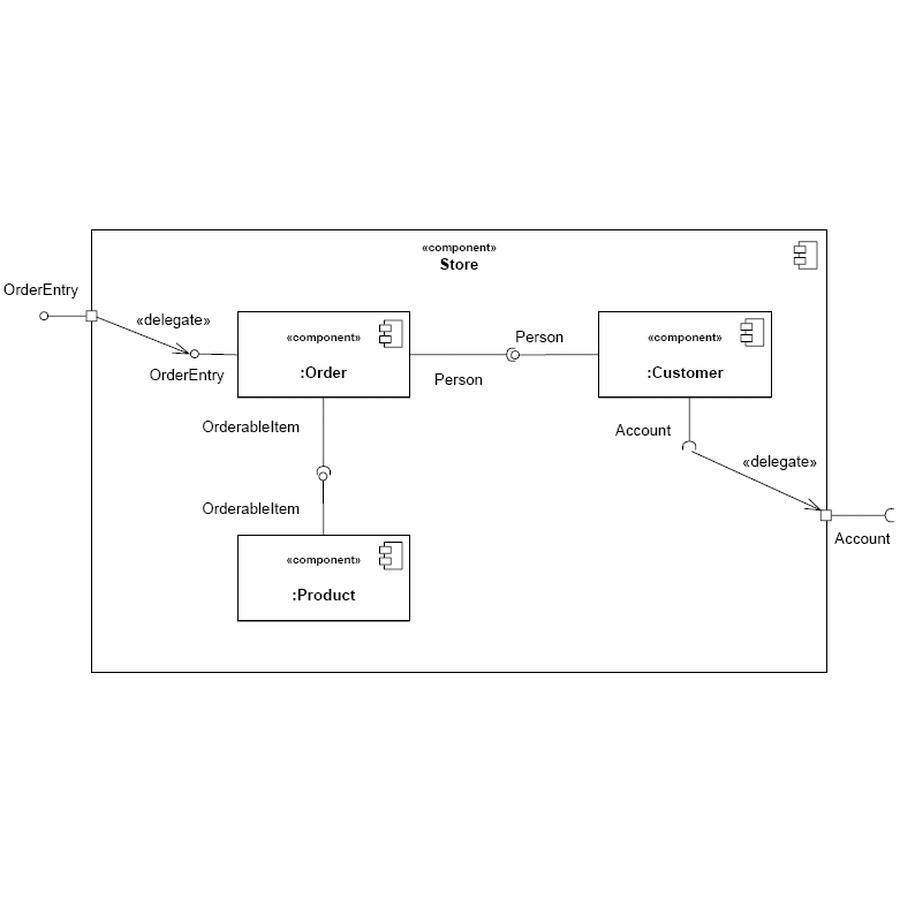 «component»
Store
OrderEntry
«delegate»
OrderEntry
«component»
:Order
Person
Person
«component»
:Customer
OrderableItem
OrderableItem
Account
«delegate»
Account
«component»
:Product